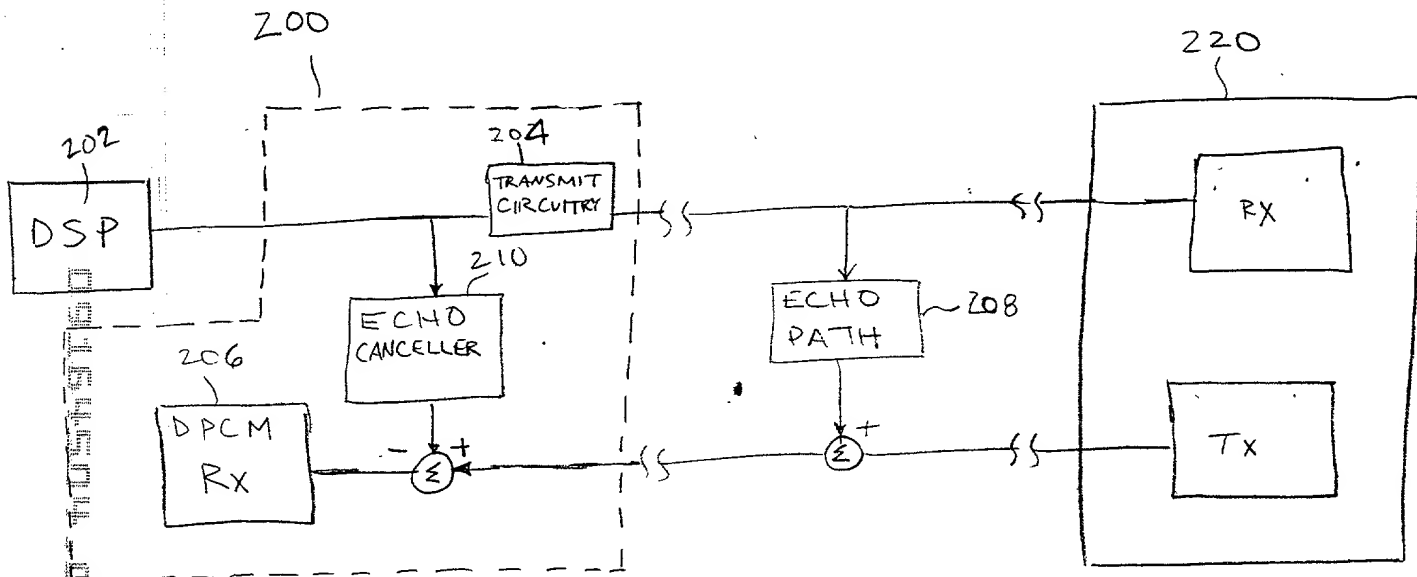 200
220
202
204
DSP
TRANSMIT
CIRCUITRY
RX
210
ECHO
CANCELLER
ECHO
PATH
208
206
DPCM
Rx
-
+
Σ
+
Σ
Tx